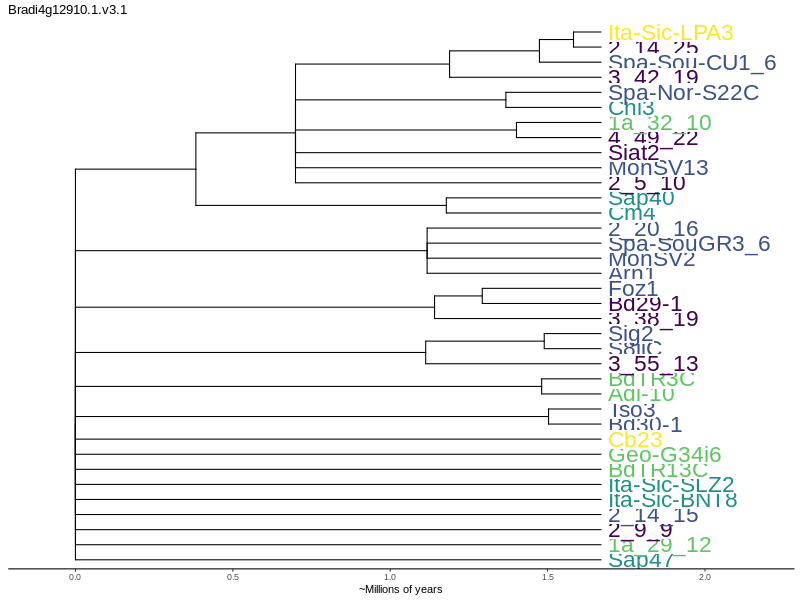 Bradi4g12910.1.v3.1
Ita-Sic-LPA3
2_14_25
Spa-Sou-CU1_6
3_42_19
Spa-Nor-S22C
Chi3
1a_32_10
4_49_22
Siat2
MonSV13
2_5_10
Sap40
Cm4
2_20_16
Spa-SouGR3_6
MonSV2
Arn1
Foz1
Bd29-1
3_38_19
Sig2
S8iiC
3_55_13
BdTR3C
Adi-10
Tso3
Bd30-1
Cb23
Geo-G34i6
BdTR13C
Ita-Sic-SLZ2
Ita-Sic-BNT8
2_14_15
2_9_9
1a_29_12
Sap47
0.0 0.5 1.0 1.5 2.0
~Millions of years